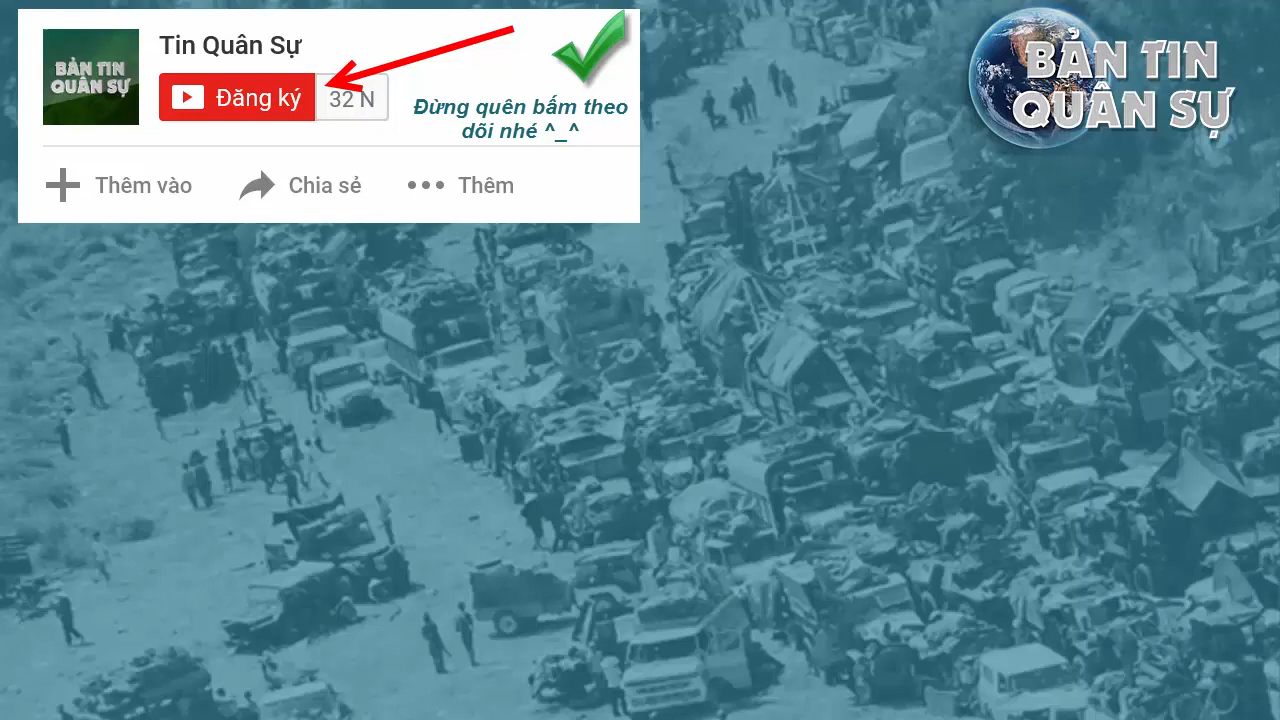 Tin Quân Sự
BẢN TIN
QUÂN SỰ
Đăng ký
32 N
Đừng quên bấm theo
dõi nhé ^_^
Thêm vào
Chia sẻ
Thêm
BẢN TIN
QUÂN SỰ